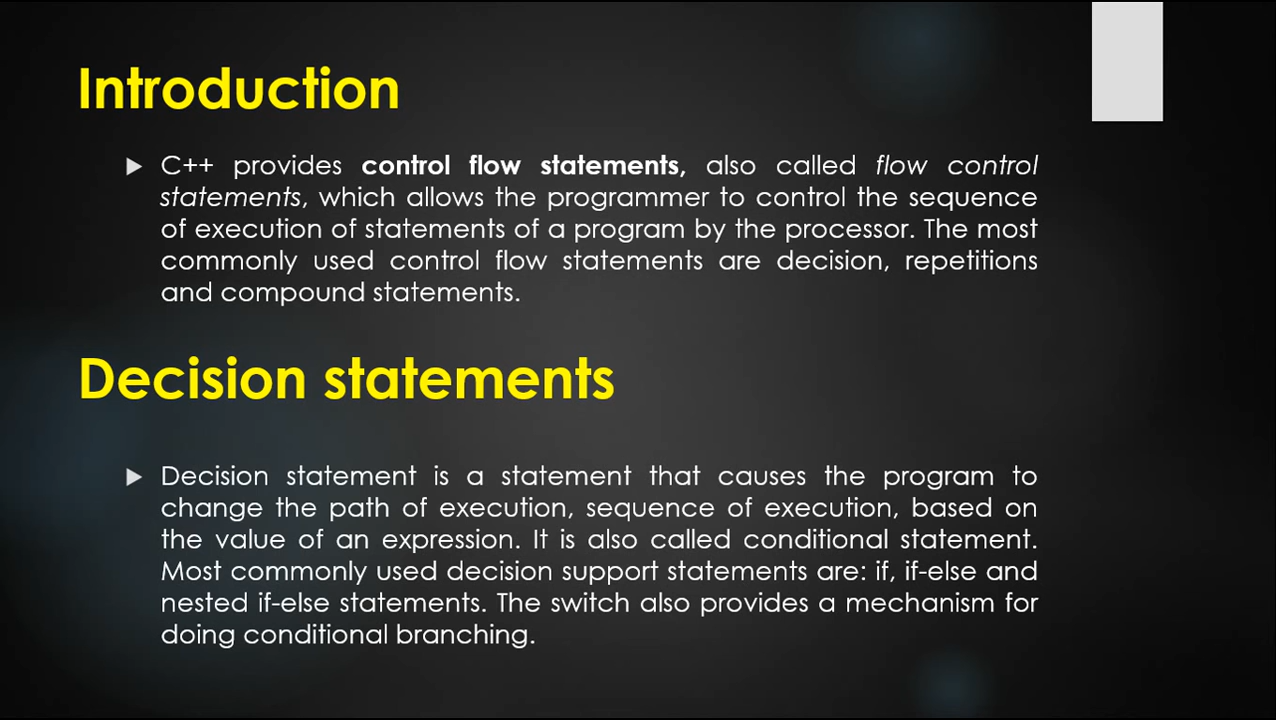 Introduction
C++ provides control flow statements, also called flow control
statements, which allows the programmer to control the sequence
of execution of statements of a program by the processor. The most
commonly used control flow statements are decision, repetitions
and compound statements.
Decision statements
Decision statement is a statement that causes the program to
change the path of execution, sequence of execution, based on
the value of an expression. It is also called conditional statement.
Most commonly used decision support statements are: if, if-else and
nested if-else statements. The switch also provides a mechanism for
doing conditional branching.